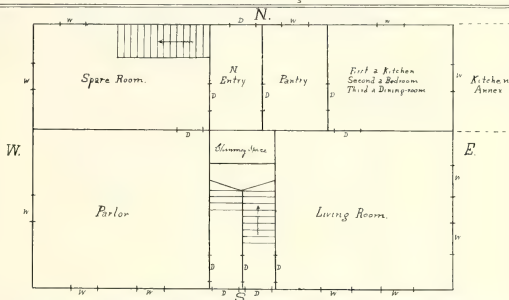 N.
W W D W W
Spare Room.
N
Entry
Pantry
First a Kitchen
Second a Bedroom
Third a Dining-room
Kitchen
Annex
W W W
D D D
W.
E.
D D
Chimney Space
W W
Parlor
Living Room.
W
D D D D
W W D D W W
S